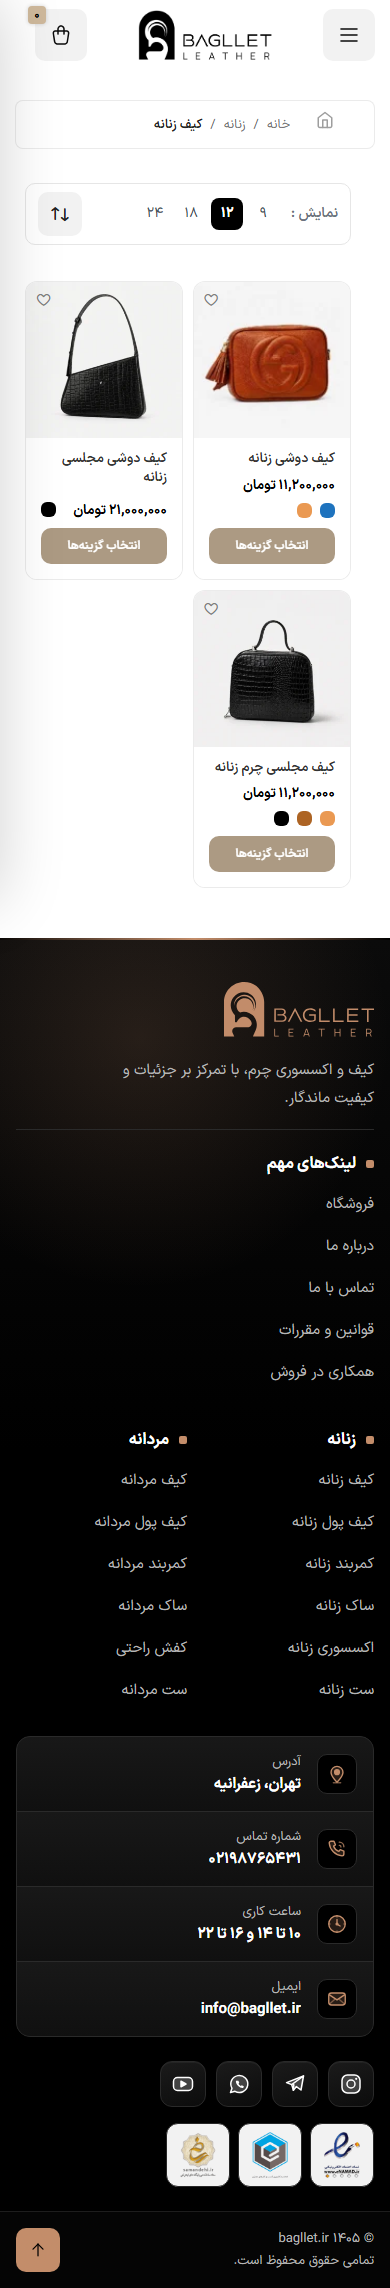 ۰
BAGLLET
LEATHER
خانه / زنانه / کیف زنانه
نمایش : ۹ ۱۲ ۱۸ ۲۴
کیف دوشی زنانه
۱۱,۲۰۰,۰۰۰ تومان
انتخاب گزینه‌ها
کیف دوشی مجلسی
زنانه
۲۱,۰۰۰,۰۰۰ تومان
انتخاب گزینه‌ها
کیف مجلسی چرم زنانه
۱۱,۲۰۰,۰۰۰ تومان
انتخاب گزینه‌ها
BAGLLET
LEATHER
کیف و اکسسوری چرم، با تمرکز بر جزئیات و
کیفیت ماندگار.
لینک‌های مهم
فروشگاه
درباره ما
تماس با ما
قوانین و مقررات
همکاری در فروش
زنانه
کیف زنانه
کیف پول زنانه
کمربند زنانه
ساک زنانه
اکسسوری زنانه
ست زنانه
مردانه
کیف مردانه
کیف پول مردانه
کمربند مردانه
ساک مردانه
کفش راحتی
ست مردانه
آدرس
تهران، زعفرانیه
شماره تماس
۰۲۱۹۸۷۶۵۴۳۱
ساعت کاری
۱۰ تا ۱۴ و ۱۶ تا ۲۲
ایمیل
info@bagllet.ir
www.eNAMAD.ir
samandehi.ir
© ۱۴۰۵ bagllet.ir
تمامی حقوق محفوظ است.